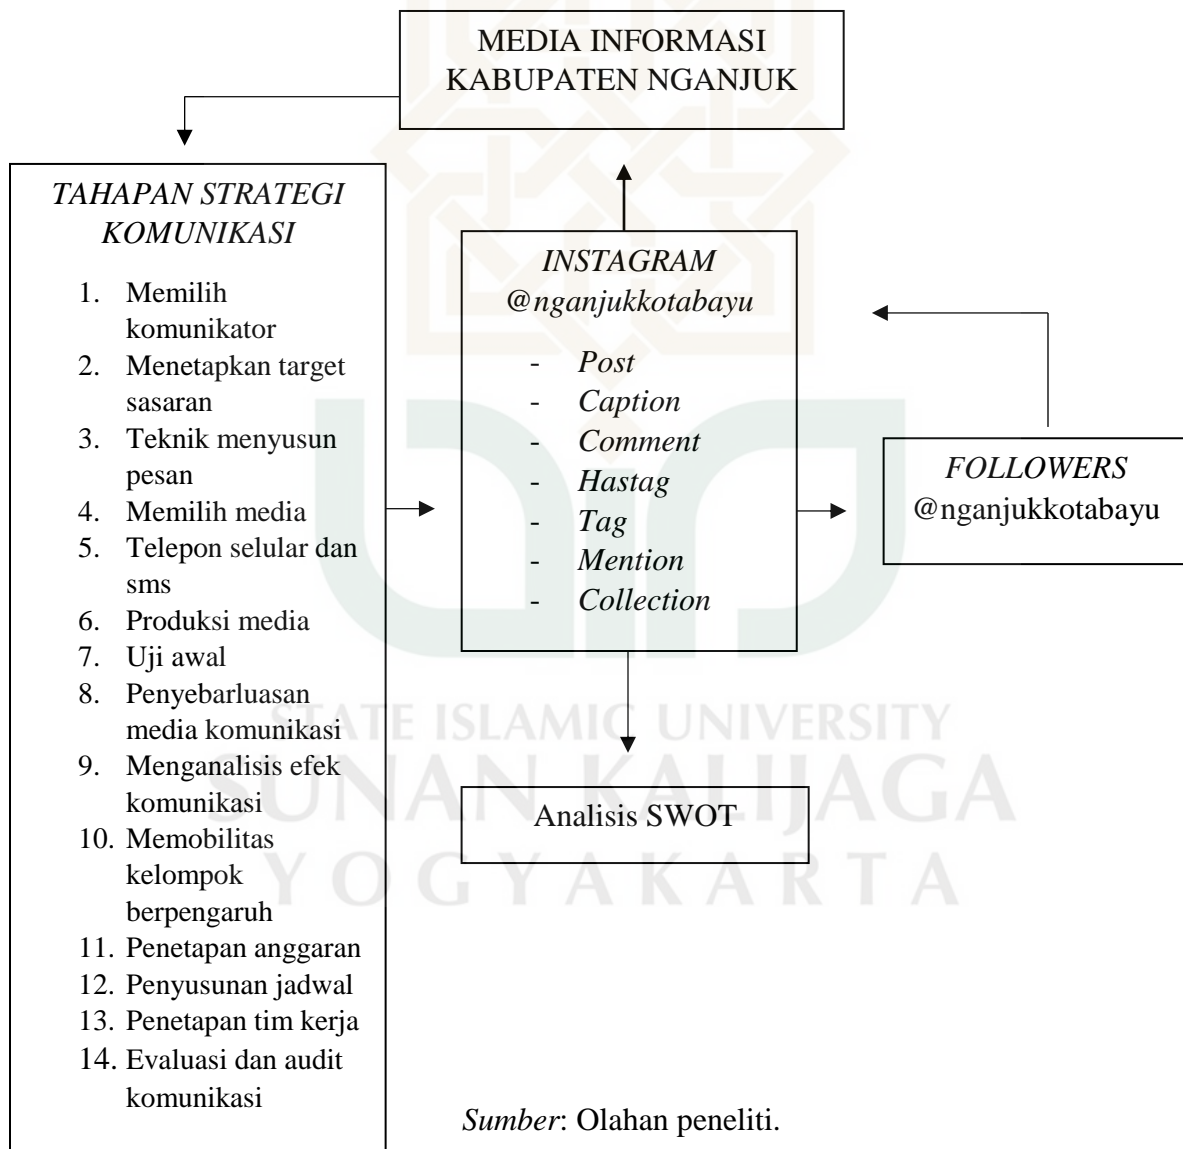 MEDIA INFORMASI
KABUPATEN NGANJUK
TAHAPAN STRATEGI
KOMUNIKASI
1. Memilih
komunikator
2. Menetapkan target
sasaran
3. Teknik menyusun
pesan
4. Memilih media
5. Telepon selular dan
sms
6. Produksi media
7. Uji awal
8. Penyebarluasan
media komunikasi
9. Menganalisis efek
komunikasi
10. Memobilitas
kelompok
berpengaruh
11. Penetapan anggaran
12. Penyusunan jadwal
13. Penetapan tim kerja
14. Evaluasi dan audit
komunikasi
INSTAGRAM
@nganjukkotabayu
- Post
- Caption
- Comment
- Hastag
- Tag
- Mention
- Collection
FOLLOWERS
@nganjukkotabayu
Analisis SWOT
STATE ISLAMIC UNIVERSITY
SUNAN KALIJAGA
YOGYAKARTA
Sumber: Olahan peneliti.